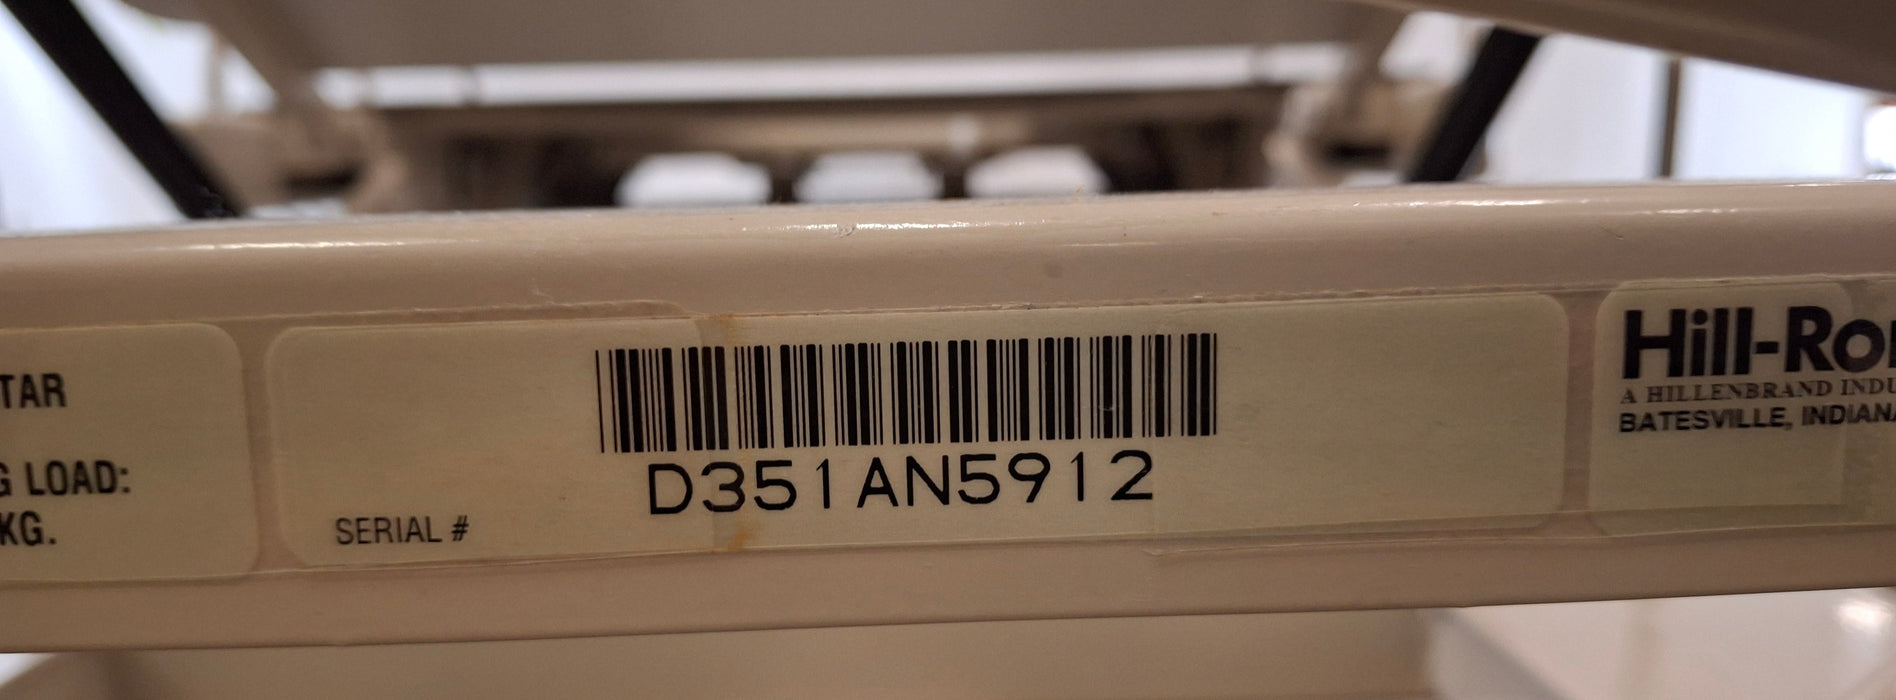 TAR
G LOAD:
KG.
D351AN5912
SERIAL #
Hill-Ro
A HILLENBRAND INDU
BATESVILLE, INDIANA